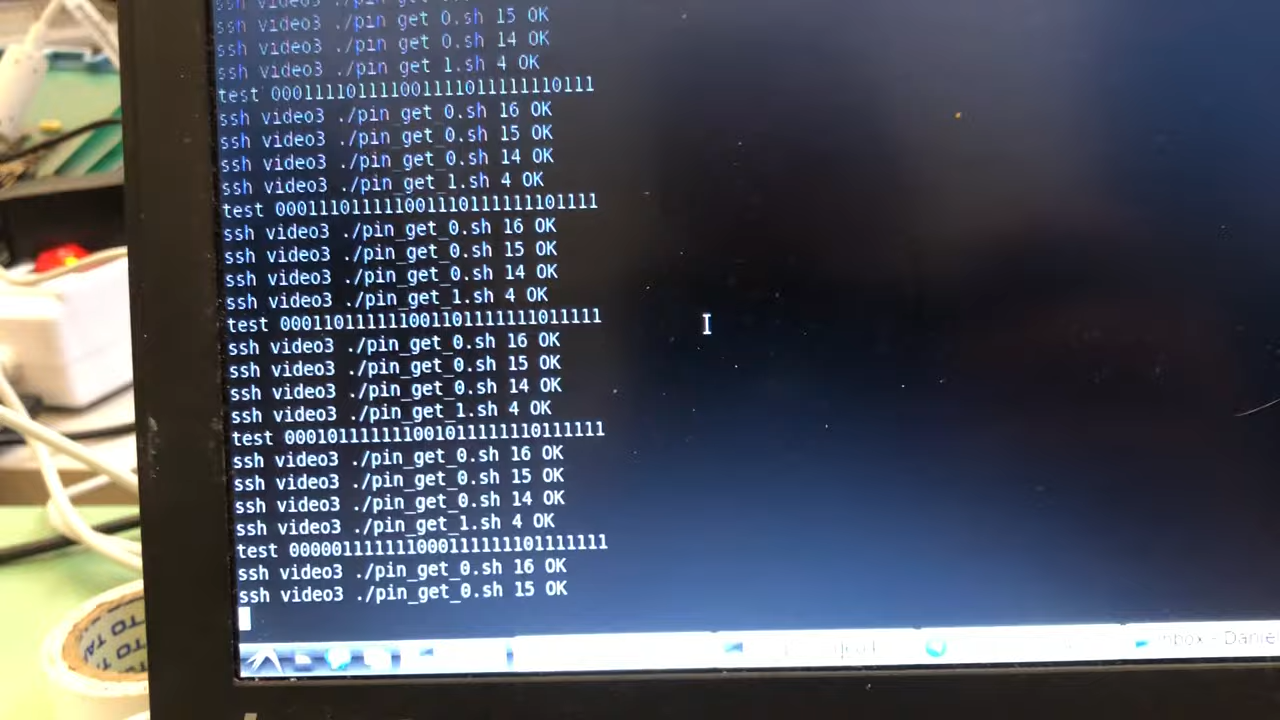 ssh video3 ./pin_get_0.sh 15 OK
ssh video3 ./pin_get_0.sh 14 OK
ssh video3 ./pin_get_1.sh 4 OK
test 000111101111001111011111110111
ssh video3 ./pin_get_0.sh 16 OK
ssh video3 ./pin_get_0.sh 15 OK
ssh video3 ./pin_get_0.sh 14 OK
ssh video3 ./pin_get_1.sh 4 OK
test 000111011111001110111111101111
ssh video3 ./pin_get_0.sh 16 OK
ssh video3 ./pin_get_0.sh 15 OK
ssh video3 ./pin_get_0.sh 14 OK
ssh video3 ./pin_get_1.sh 4 OK
test 000110111111001101111111011111
ssh video3 ./pin_get_0.sh 16 OK
ssh video3 ./pin_get_0.sh 15 OK
ssh video3 ./pin_get_0.sh 14 OK
ssh video3 ./pin_get_1.sh 4 OK
test 000101111111001011111110111111
ssh video3 ./pin_get_0.sh 16 OK
ssh video3 ./pin_get_0.sh 15 OK
ssh video3 ./pin_get_0.sh 14 OK
ssh video3 ./pin_get_1.sh 4 OK
test 000001111111000111111101111111
ssh video3 ./pin_get_0.sh 16 OK
ssh video3 ./pin_get_0.sh 15 OK